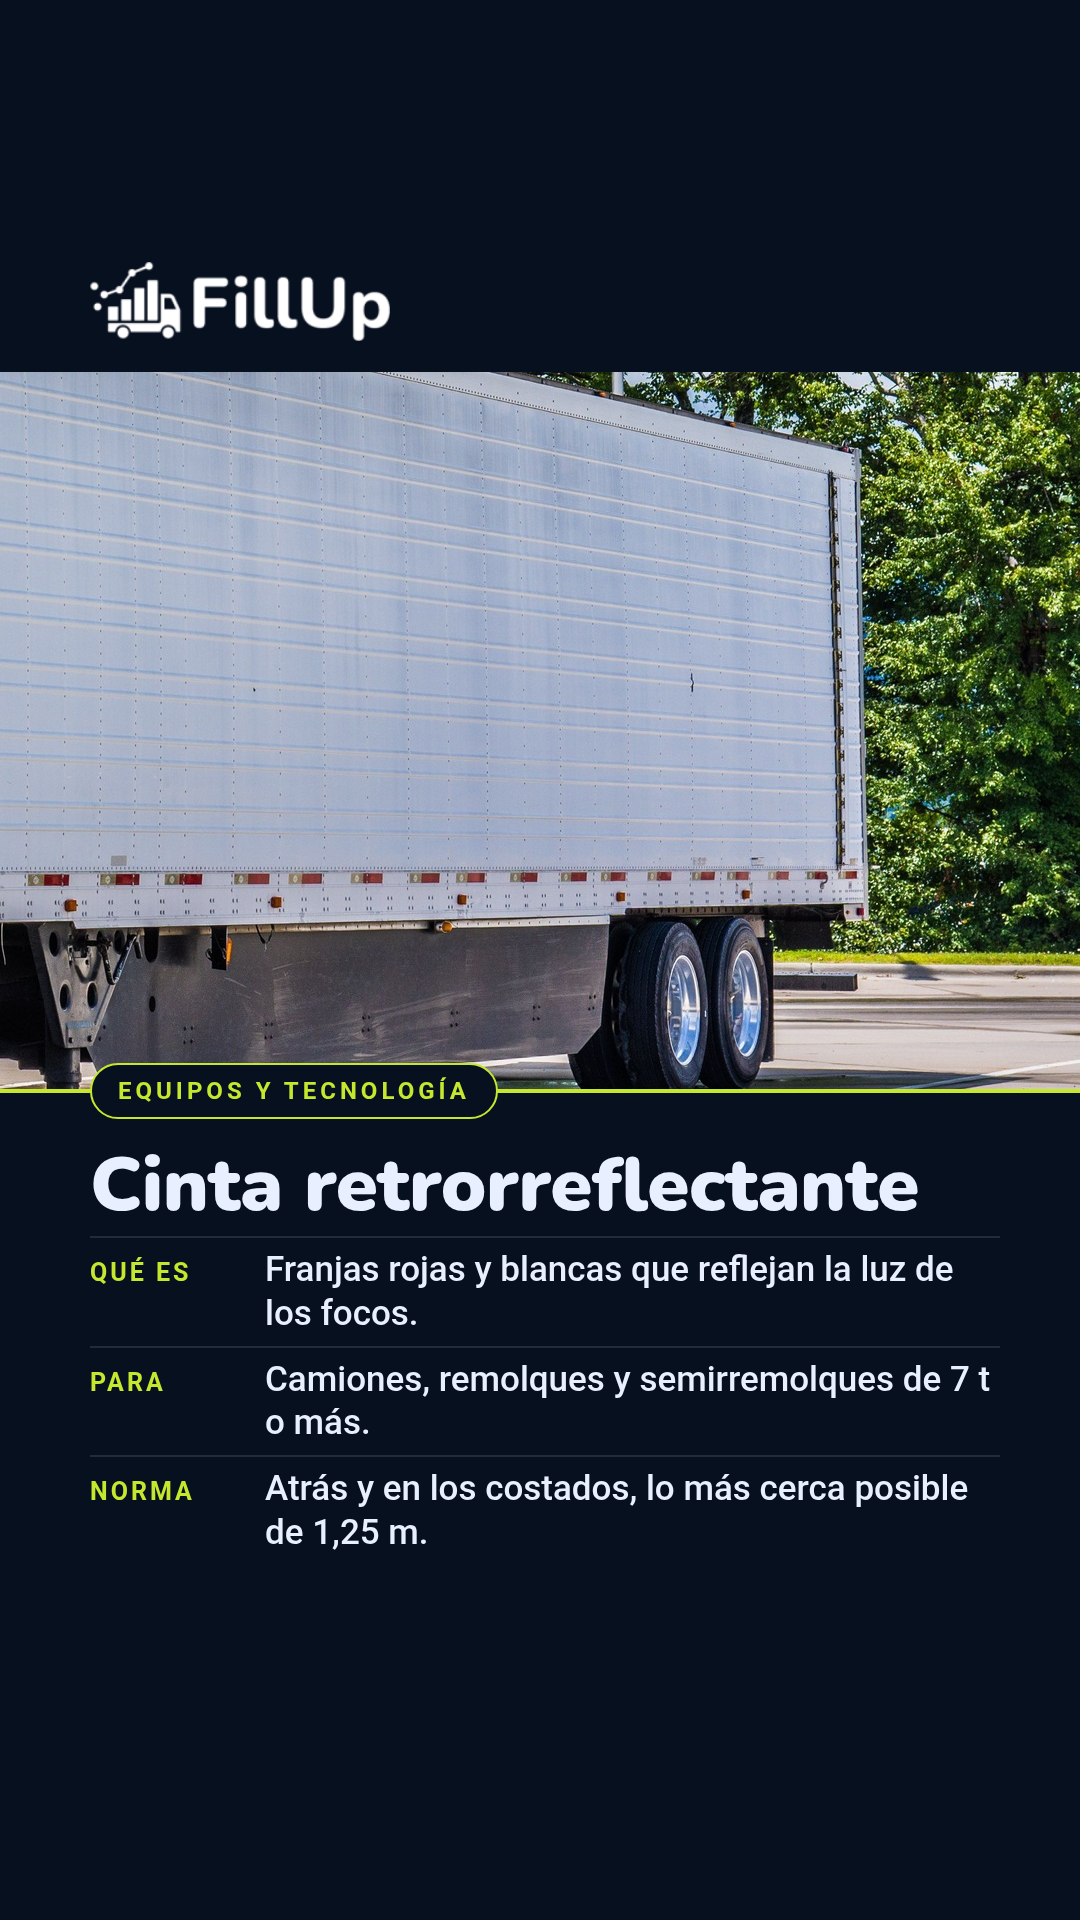 FillUp
EQUIPOS Y TECNOLOGÍA
Cinta retrorreflectante
QUÉ ES
Franjas rojas y blancas que reflejan la luz de
los focos.
PARA
Camiones, remolques y semirremolques de 7 t
o más.
NORMA
Atrás y en los costados, lo más cerca posible
de 1,25 m.